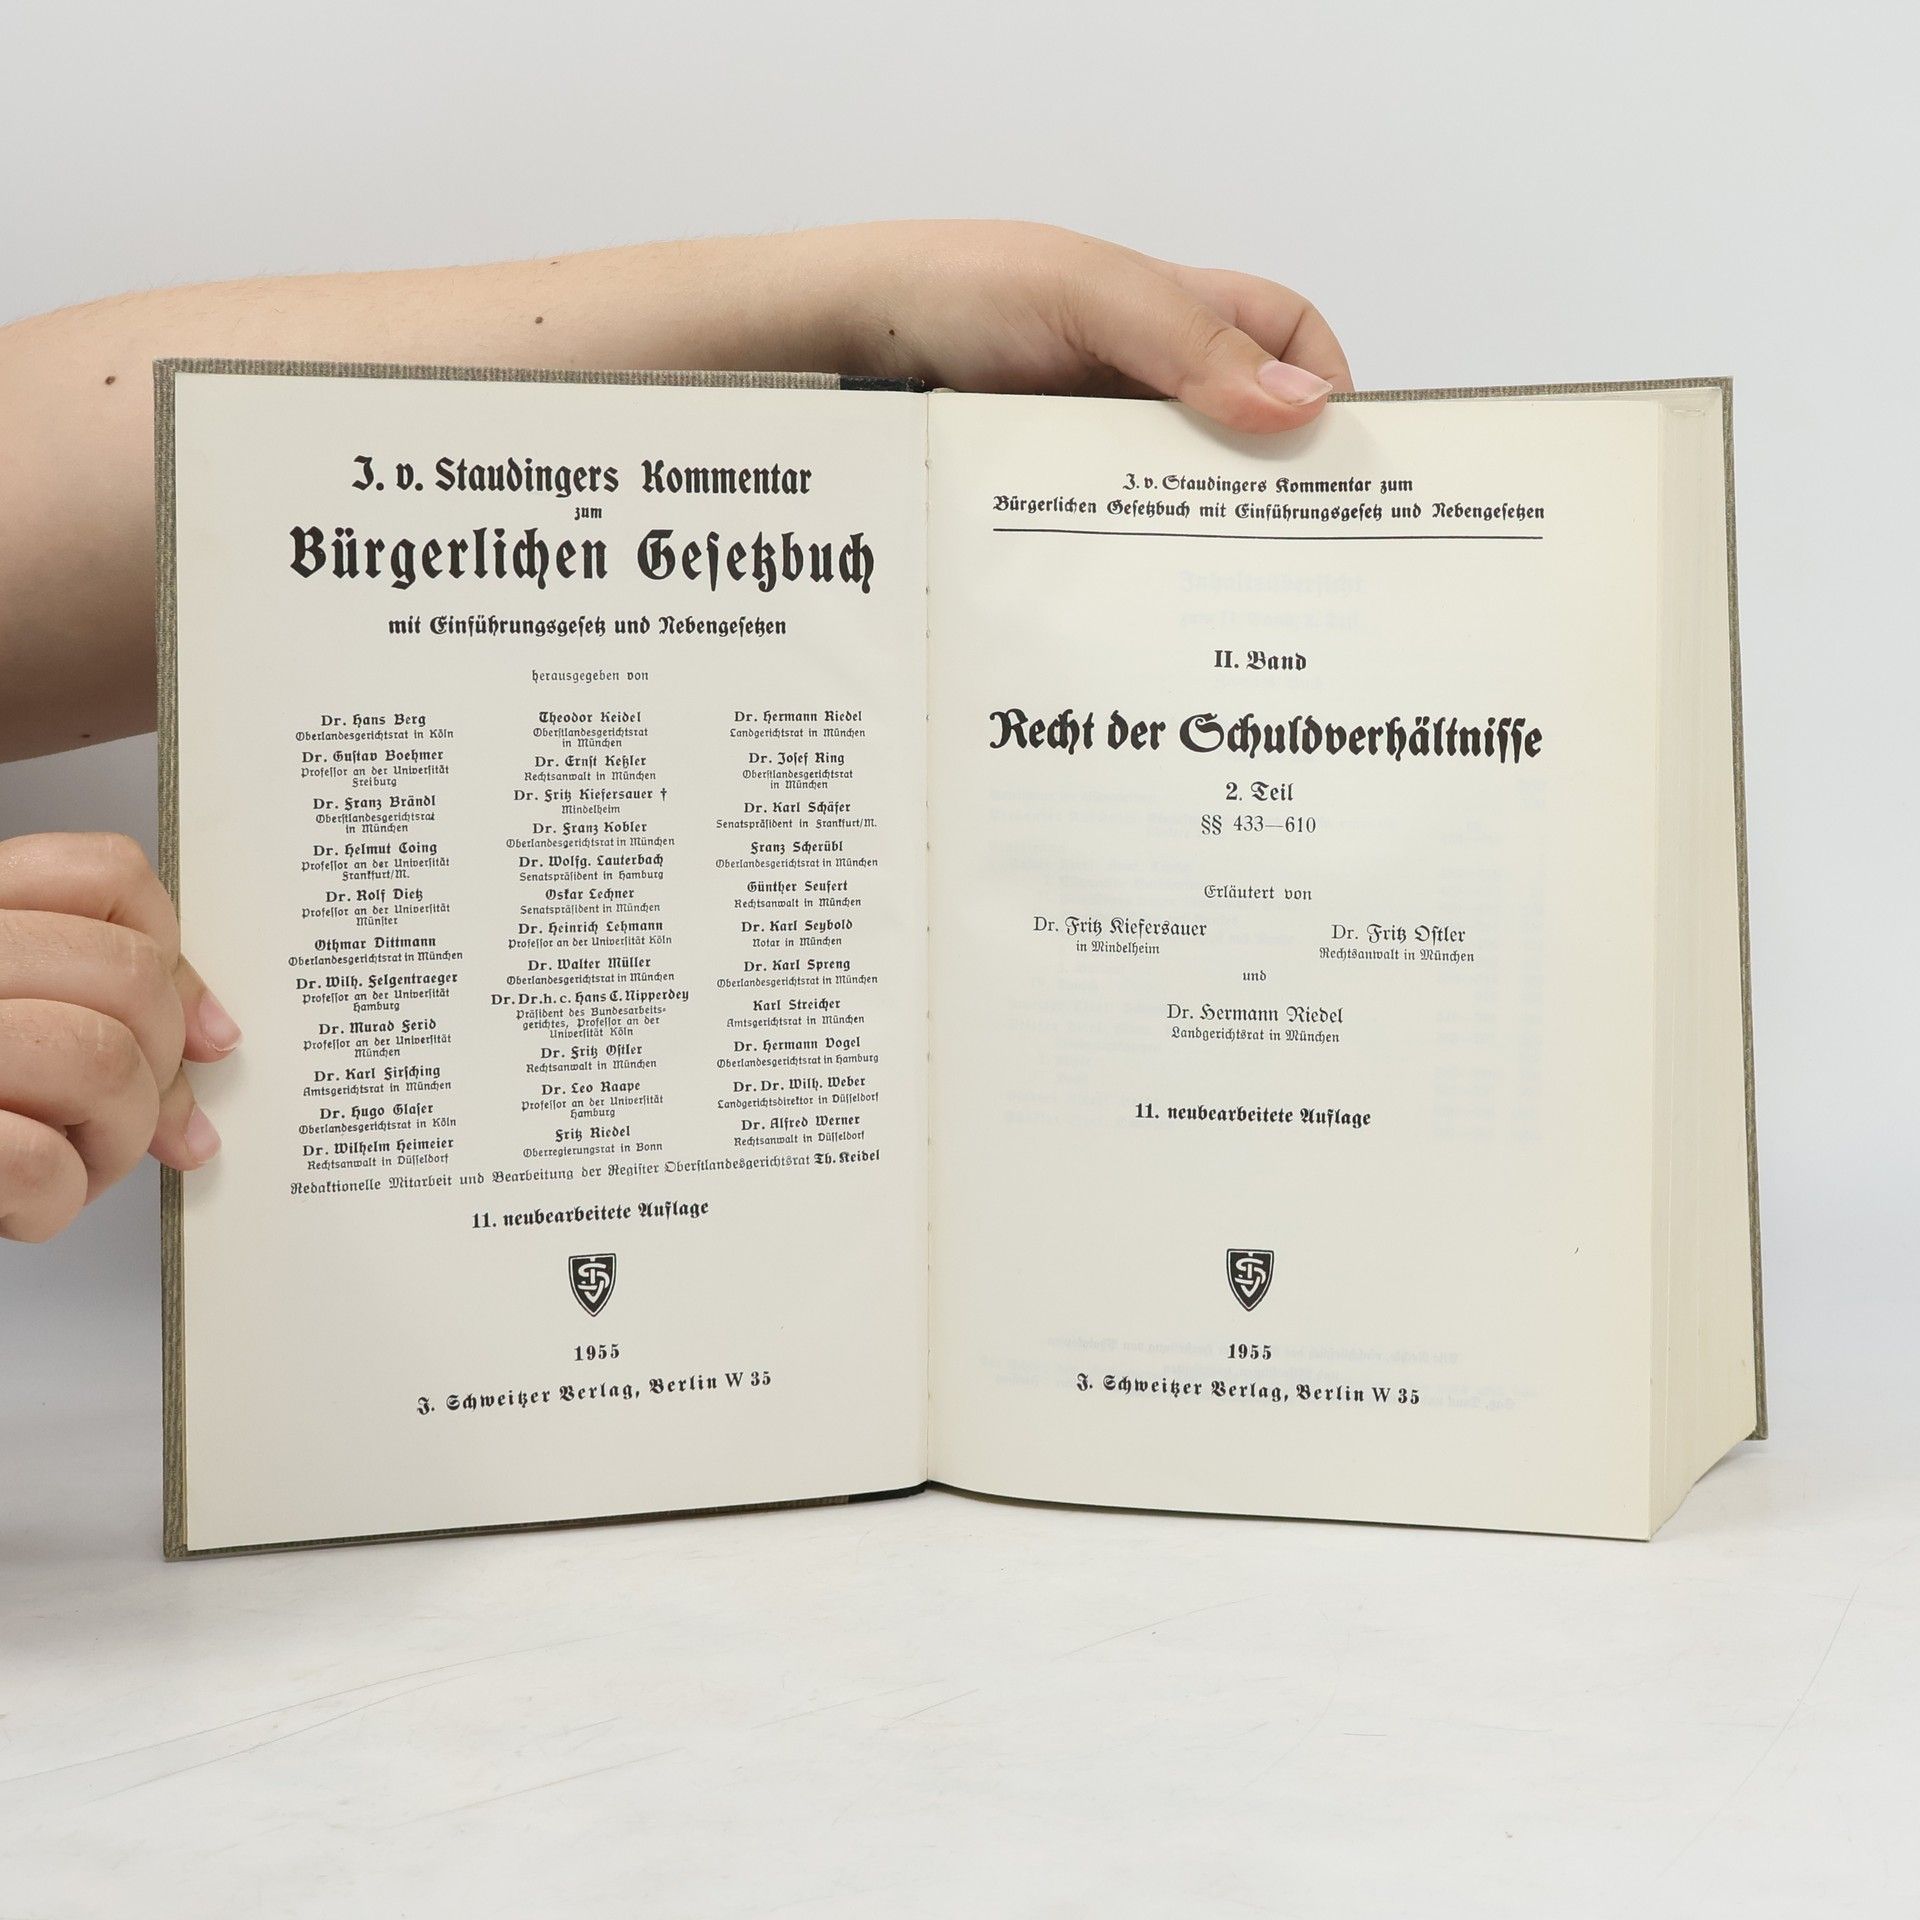 J. v. Staudingers Kommentar
zum
Bürgerlichen Gesetzbuch
mit Einführungsgesetz und Nebengesetzen
herausgegeben von
Dr. Hans Berg
Oberlandesgerichtsrat in Köln
Dr. Gustav Boehmer
Professor an der Universität
Freiburg
Dr. Franz Brändl
Oberstlandesgerichtsrat
in München
Dr. Helmut Coing
Professor an der Universität
Frankfurt/M.
Dr. Rolf Dietz
Professor an der Universität
Münster
Othmar Dittmann
Oberlandesgerichtsrat in München
Dr. Wilh. Felgentraeger
Professor an der Universität
Hamburg
Dr. Murad Ferid
Professor an der Universität
München
Dr. Karl Firsching
Amtsgerichtsrat in München
Dr. Hugo Glaser
Oberlandesgerichtsrat in Köln
Dr. Wilhelm Heimeier
Rechtsanwalt in Düsseldorf
Theodor Keidel
Oberstlandesgerichtsrat
in München
Dr. Ernst Keßler
Rechtsanwalt in München
Dr. Fritz Kiefersauer †
Mindelheim
Dr. Franz Kobler
Oberlandesgerichtsrat in München
Dr. Wolfg. Lauterbach
Senatspräsident in Hamburg
Oskar Lechner
Senatspräsident in München
Dr. Heinrich Lehmann
Professor an der Universität Köln
Dr. Walter Müller
Oberlandesgerichtsrat in München
Dr. Dr. h. c. Hans C. Nipperdey
Präsident des Bundesarbeits-
gerichtes, Professor an der
Universität Köln
Dr. Fritz Ostler
Rechtsanwalt in München
Dr. Leo Raape
Professor an der Universität
Hamburg
Fritz Riedel
Oberregierungsrat in Bonn
Dr. Hermann Riedel
Landgerichtsrat in München
Dr. Josef Ring
Oberstlandesgerichtsrat
in München
Dr. Karl Schäfer
Senatspräsident in Frankfurt/M.
Franz Scherübl
Oberlandesgerichtsrat in München
Günther Seufert
Rechtsanwalt in München
Dr. Karl Seybold
Notar in München
Dr. Karl Spreng
Oberlandesgerichtsrat in München
Karl Streicher
Amtsgerichtsrat in München
Dr. Hermann Vogel
Oberlandesgerichtsrat in Hamburg
Dr. Dr. Wilh. Weber
Landgerichtsdirektor in Düsseldorf
Dr. Alfred Werner
Rechtsanwalt in Düsseldorf
Redaktionelle Mitarbeit und Bearbeitung der Register Oberstlandesgerichtsrat Th. Keidel
11. neubearbeitete Auflage
1955
J. Schweitzer Verlag, Berlin W 35
J. v. Staudingers Kommentar zum
Bürgerlichen Gesetzbuch mit Einführungsgesetz und Nebengesetzen
II. Band
Recht der Schuldverhältnisse
2. Teil
§§ 433—610
Erläutert von
Dr. Fritz Kiefersauer
in Mindelheim
Dr. Fritz Ostler
Rechtsanwalt in München
und
Dr. Hermann Riedel
Landgerichtsrat in München
11. neubearbeitete Auflage
1955
J. Schweitzer Verlag, Berlin W 35